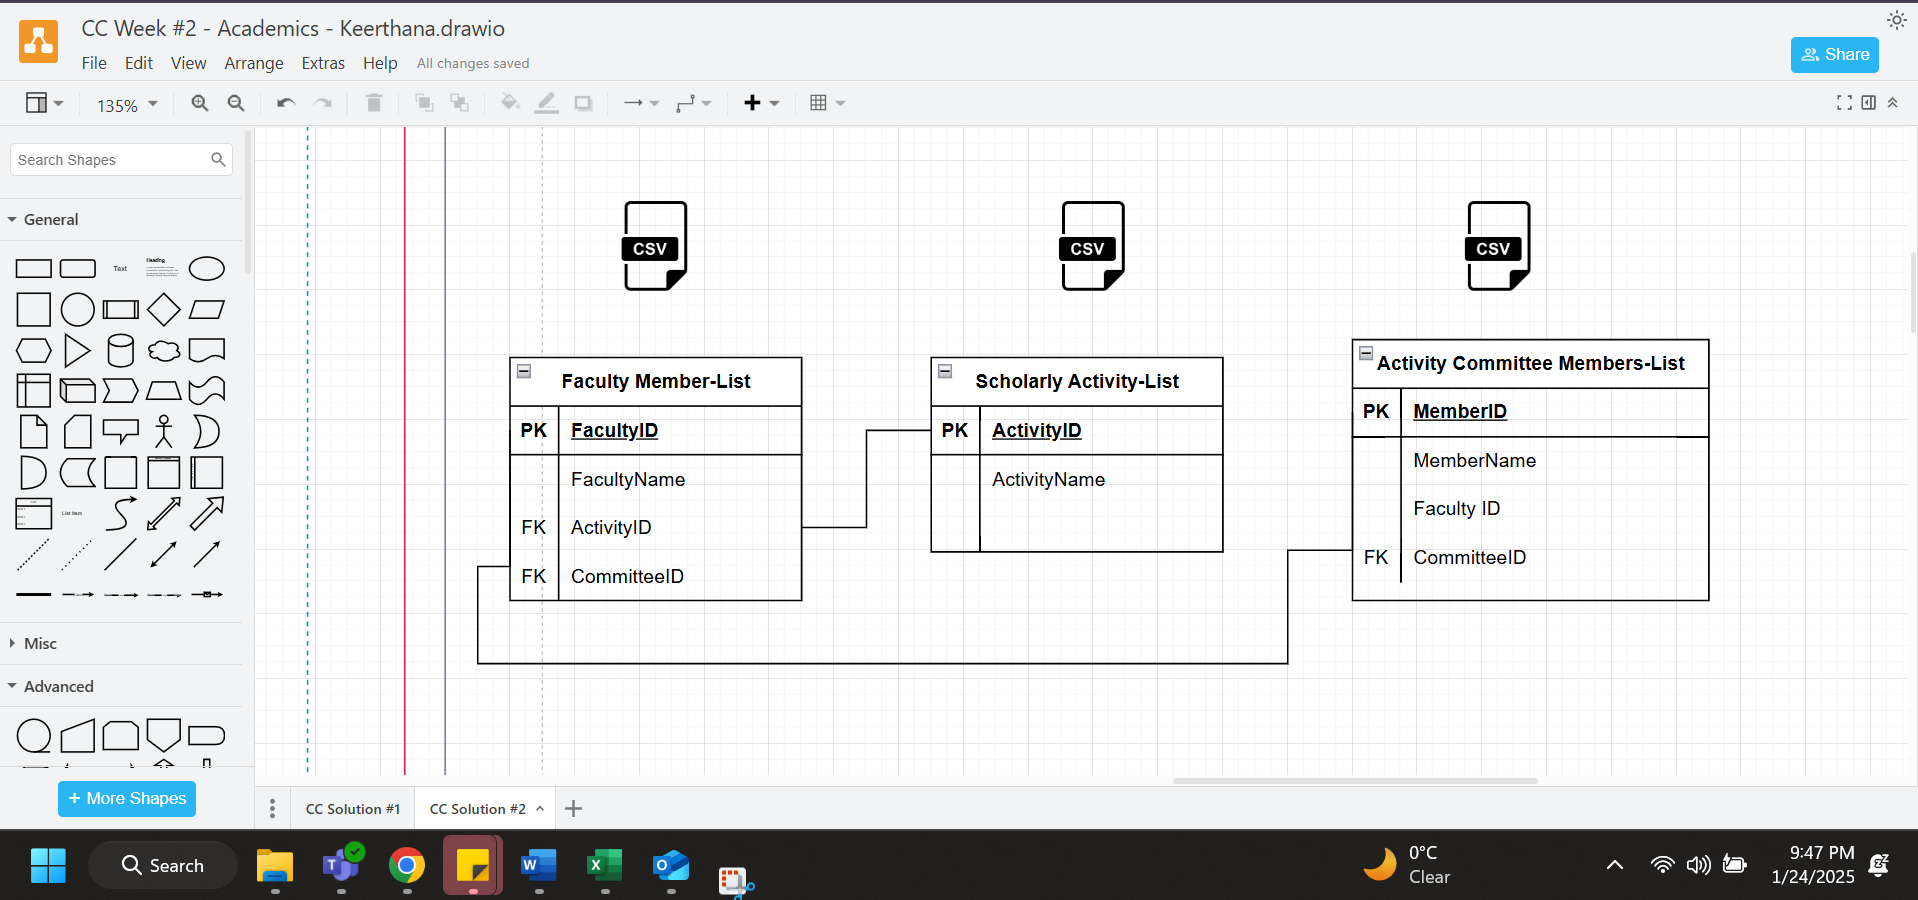 CC Week #2 - Academics - Keerthana.drawio
File Edit View Arrange Extras Help All changes saved
Share
135%
Search Shapes
General
Text
Heading
List Item
Misc
Advanced
+ More Shapes
CSV
CSV
CSV
Faculty Member-List
PK FacultyID
FacultyName
FK ActivityID
FK CommitteeID
Scholarly Activity-List
PK ActivityID
ActivityName
Activity Committee Members-List
PK MemberID
MemberName
Faculty ID
FK CommitteeID
CC Solution #1
CC Solution #2
Search
0°C
Clear
9:47 PM
1/24/2025